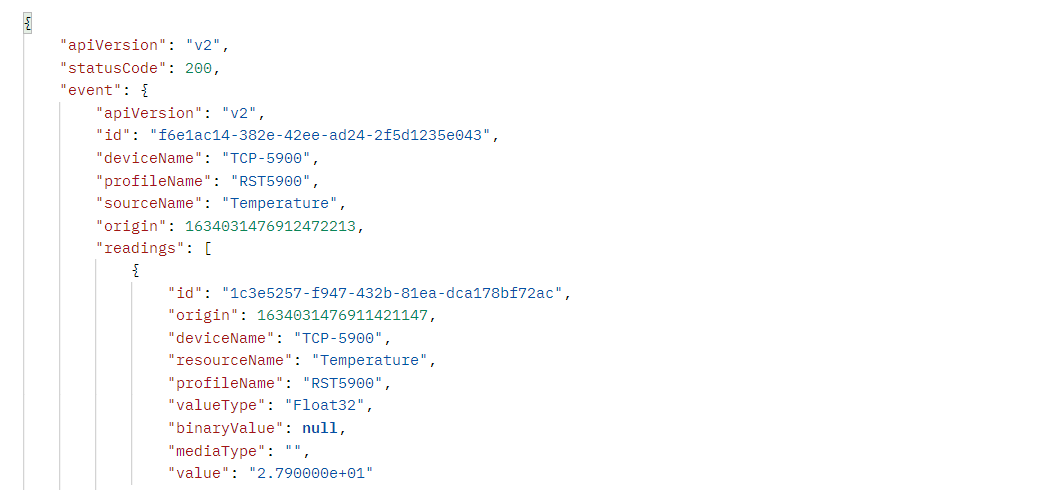 {
"apiVersion": "v2",
"statusCode": 200,
"event": {
"apiVersion": "v2",
"id": "f6e1ac14-382e-42ee-ad24-2f5d1235e043",
"deviceName": "TCP-5900",
"profileName": "RST5900",
"sourceName": "Temperature",
"origin": 1634031476912472213,
"readings": [
{
"id": "1c3e5257-f947-432b-81ea-dca178bf72ac",
"origin": 1634031476911421147,
"deviceName": "TCP-5900",
"resourceName": "Temperature",
"profileName": "RST5900",
"valueType": "Float32",
"binaryValue": null,
"mediaType": "",
"value": "2.790000e+01"